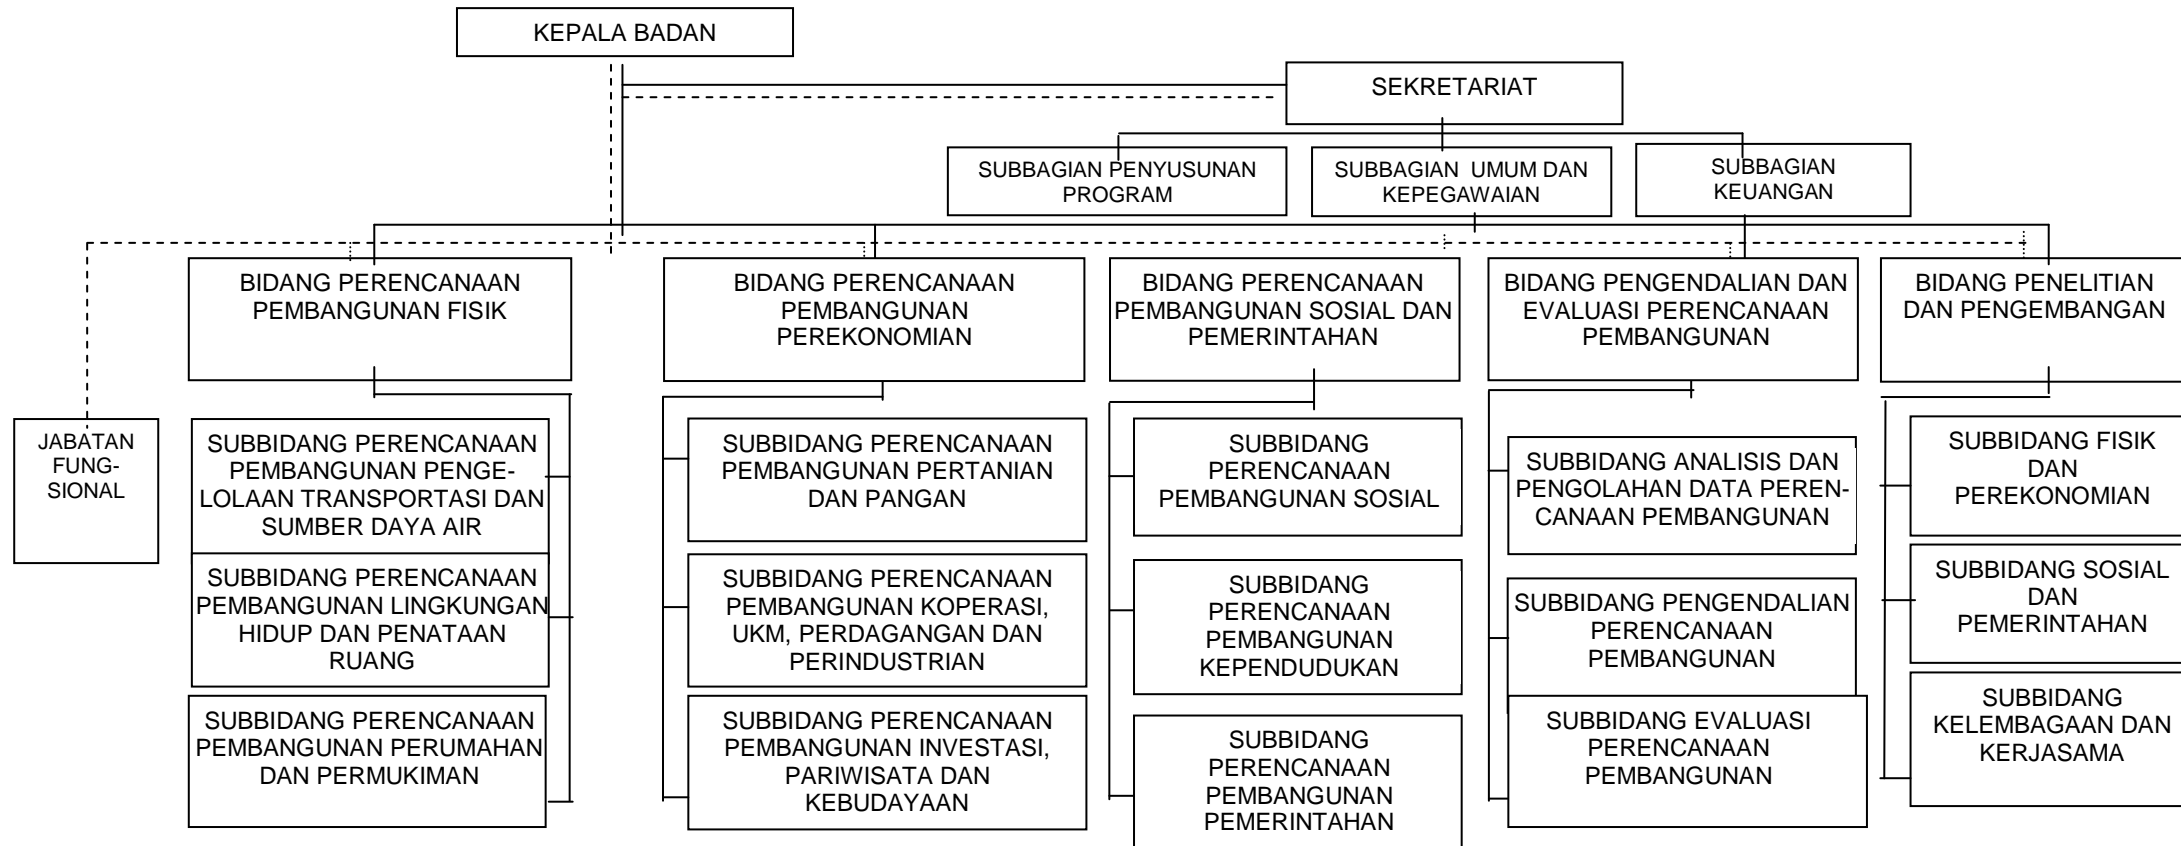 KEPALA BADAN
SEKRETARIAT
SUBBAGIAN PENYUSUNAN
PROGRAM
SUBBAGIAN UMUM DAN
KEPEGAWAIAN
SUBBAGIAN
KEUANGAN
BIDANG PERENCANAAN
PEMBANGUNAN FISIK
BIDANG PERENCANAAN
PEMBANGUNAN
PEREKONOMIAN
BIDANG PERENCANAAN
PEMBANGUNAN SOSIAL DAN
PEMERINTAHAN
BIDANG PENGENDALIAN DAN
EVALUASI PERENCANAAN
PEMBANGUNAN
BIDANG PENELITIAN
DAN PENGEMBANGAN
JABATAN
FUNG-
SIONAL
SUBBIDANG PERENCANAAN
PEMBANGUNAN PENGE-
LOLAAN TRANSPORTASI DAN
SUMBER DAYA AIR
SUBBIDANG PERENCANAAN
PEMBANGUNAN LINGKUNGAN
HIDUP DAN PENATAAN
RUANG
SUBBIDANG PERENCANAAN
PEMBANGUNAN PERUMAHAN
DAN PERMUKIMAN
SUBBIDANG PERENCANAAN
PEMBANGUNAN PERTANIAN
DAN PANGAN
SUBBIDANG PERENCANAAN
PEMBANGUNAN KOPERASI,
UKM, PERDAGANGAN DAN
PERINDUSTRIAN
SUBBIDANG PERENCANAAN
PEMBANGUNAN INVESTASI,
PARIWISATA DAN
KEBUDAYAAN
SUBBIDANG
PERENCANAAN
PEMBANGUNAN SOSIAL
SUBBIDANG
PERENCANAAN
PEMBANGUNAN
KEPENDUDUKAN
SUBBIDANG
PERENCANAAN
PEMBANGUNAN
PEMERINTAHAN
SUBBIDANG ANALISIS DAN
PENGOLAHAN DATA PEREN-
CANAAN PEMBANGUNAN
SUBBIDANG PENGENDALIAN
PERENCANAAN
PEMBANGUNAN
SUBBIDANG EVALUASI
PERENCANAAN
PEMBANGUNAN
SUBBIDANG FISIK
DAN
PEREKONOMIAN
SUBBIDANG SOSIAL
DAN
PEMERINTAHAN
SUBBIDANG
KELEMBAGAAN DAN
KERJASAMA